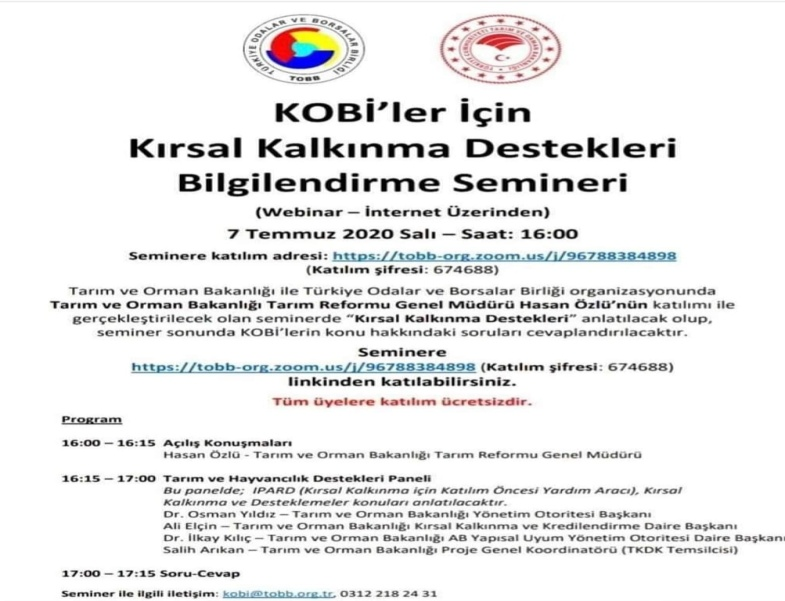 TÜRKİYE ODALAR VE BORSALAR BİRLİĞİ
TOBB
TÜRKİYE CUMHURİYETİ TARIM VE ORMAN BAKANLIĞI
KOBİ’ler İçin
Kırsal Kalkınma Destekleri
Bilgilendirme Semineri
(Webinar – İnternet Üzerinden)
7 Temmuz 2020 Salı – Saat: 16:00
Seminere katılım adresi: https://tobb-org.zoom.us/j/96788384898
(Katılım şifresi: 674688)
Tarım ve Orman Bakanlığı ile Türkiye Odalar ve Borsalar Birliği organizasyonunda
Tarım ve Orman Bakanlığı Tarım Reformu Genel Müdürü Hasan Özlü’nün katılımı ile
gerçekleştirilecek olan seminerde “Kırsal Kalkınma Destekleri” anlatılacak olup,
seminer sonunda KOBİ’lerin konu hakkındaki soruları cevaplandırılacaktır.
Seminere
https://tobb-org.zoom.us/j/96788384898 (Katılım şifresi: 674688)
linkinden katılabilirsiniz.
Tüm üyelere katılım ücretsizdir.
Program
16:00 – 16:15 Açılış Konuşmaları
Hasan Özlü - Tarım ve Orman Bakanlığı Tarım Reformu Genel Müdürü
16:15 – 17:00 Tarım ve Hayvancılık Destekleri Paneli
Bu panelde; IPARD (Kırsal Kalkınma için Katılım Öncesi Yardım Aracı), Kırsal
Kalkınma ve Desteklemeler konuları anlatılacaktır.
Dr. Osman Yıldız – Tarım ve Orman Bakanlığı Yönetim Otoritesi Başkanı
Ali Elçin – Tarım ve Orman Bakanlığı Kırsal Kalkınma ve Kredilendirme Daire Başkanı
Dr. İlkay Kılıç – Tarım ve Orman Bakanlığı AB Yapısal Uyum Yönetim Otoritesi Daire Başkanı
Salih Arıkan – Tarım ve Orman Bakanlığı Proje Genel Koordinatörü (TKDK Temsilcisi)
17:00 – 17:15 Soru-Cevap
Seminer ile ilgili iletişim: kobi@tobb.org.tr, 0312 218 24 31